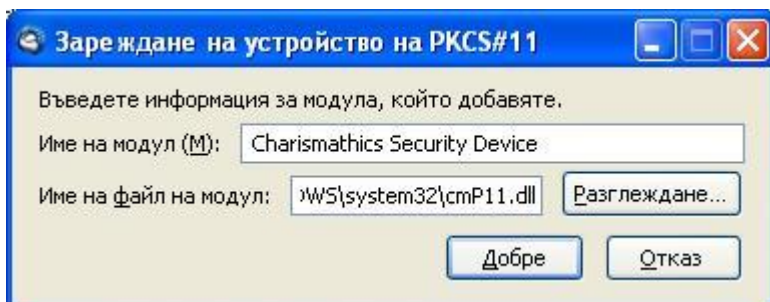 Зареждане на устройство на PKCS#11
Въведете информация за модула, който добавяте.
Име на модул (М): Charismathics Security Device
Име на файл на модул: WS\system32\cmP11.dll Разглеждане...
Добре Отказ